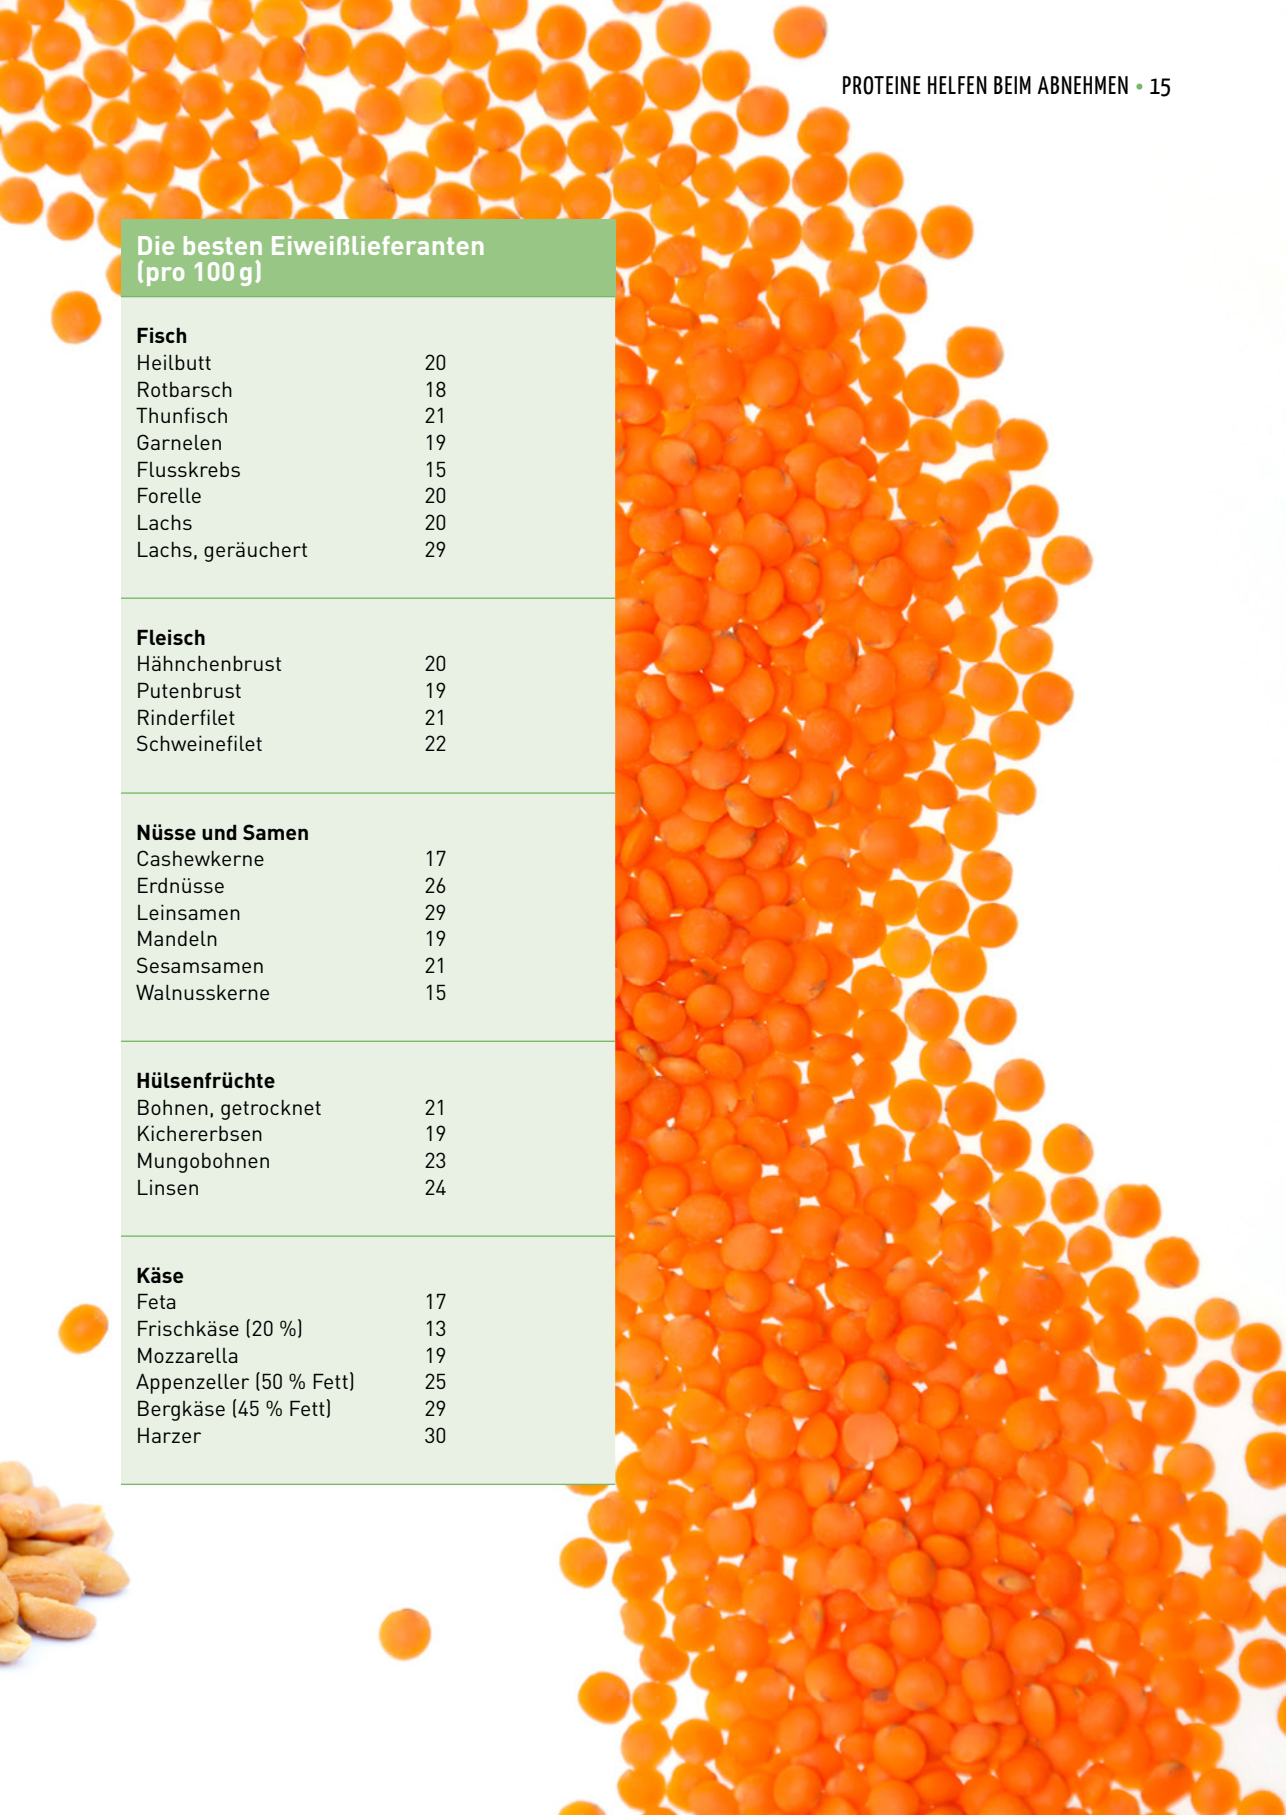 PROTEINE HELFEN BEIM ABNEHMEN • 15
Die besten Eiweißlieferanten
(pro 100 g)
Fisch
Heilbutt 20
Rotbarsch 18
Thunfisch 21
Garnelen 19
Flusskrebs 15
Forelle 20
Lachs 20
Lachs, geräuchert 29
Fleisch
Hähnchenbrust 20
Putenbrust 19
Rinderfilet 21
Schweinefilet 22
Nüsse und Samen
Cashewkerne 17
Erdnüsse 26
Leinsamen 29
Mandeln 19
Sesamsamen 21
Walnusskerne 15
Hülsenfrüchte
Bohnen, getrocknet 21
Kichererbsen 19
Mungobohnen 23
Linsen 24
Käse
Feta 17
Frischkäse (20 %) 13
Mozzarella 19
Appenzeller (50 % Fett) 25
Bergkäse (45 % Fett) 29
Harzer 30